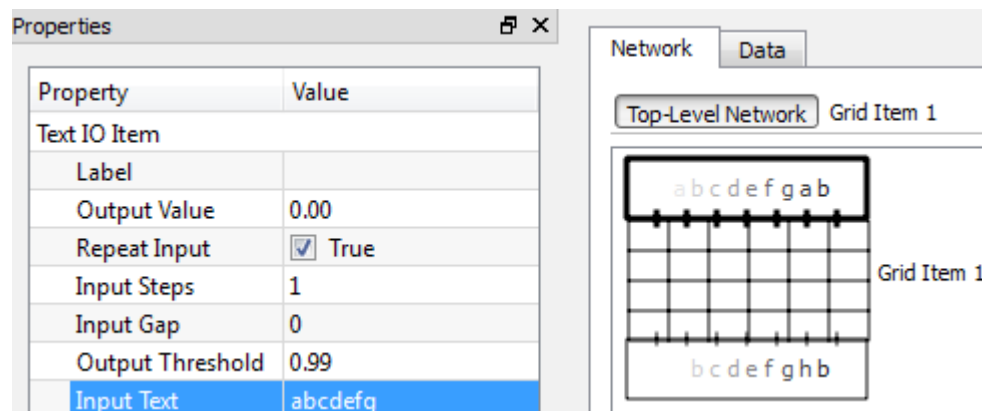 Properties
Property Value
Text IO Item
Label
Output Value 0.00
Repeat Input True
Input Steps 1
Input Gap 0
Output Threshold 0.99
Input Text abcdefg
Network Data
Top-Level Network Grid Item 1
a b c d e f g a b
Grid Item 1
b c d e f g h b